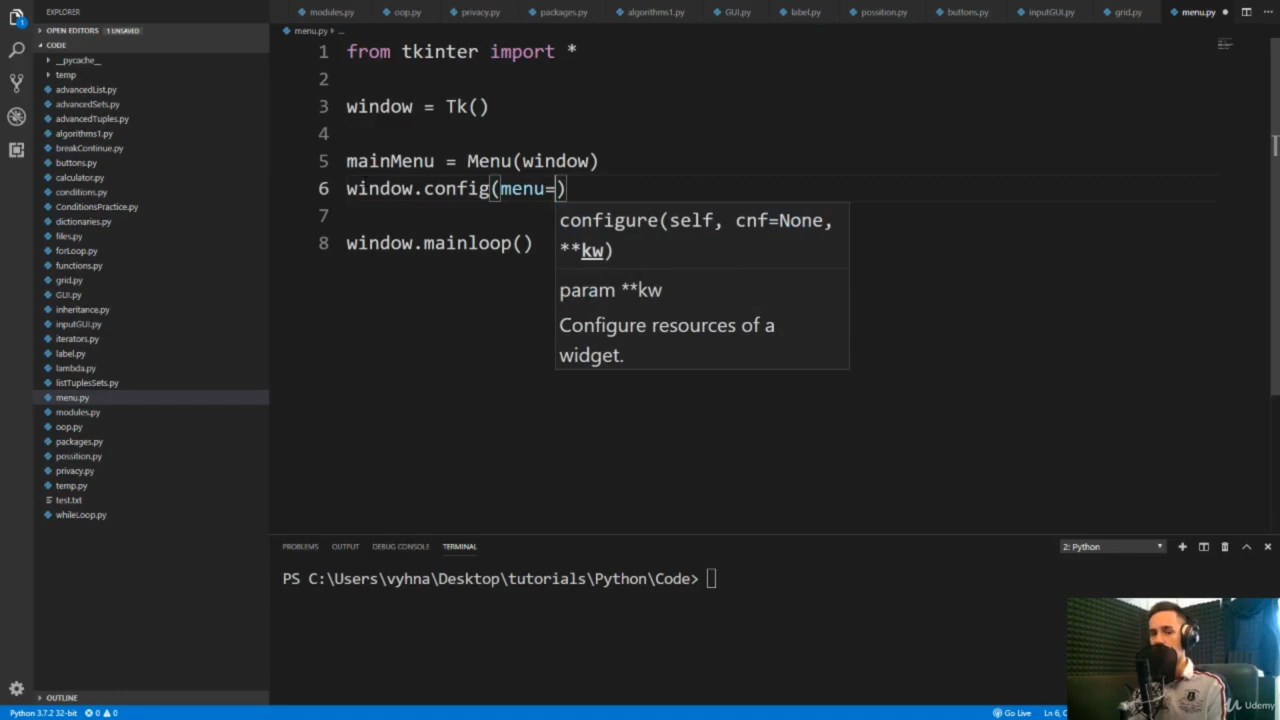 EXPLORER
OPEN EDITORS 1 UNSAVED
CODE
__pycache__
temp
advancedList.py
advancedSets.py
advancedTuples.py
algorithms1.py
breakContinue.py
buttons.py
calculator.py
conditions.py
ConditionsPractice.py
dictionaries.py
files.py
forLoop.py
functions.py
grid.py
GUI.py
inheritance.py
inputGUI.py
iterators.py
label.py
lambda.py
listTuplesSets.py
menu.py
modules.py
oop.py
packages.py
possition.py
privacy.py
temp.py
test.txt
whileLoop.py
OUTLINE
modules.py oop.py privacy.py packages.py algorithms1.py GUI.py label.py possition.py buttons.py inputGUI.py grid.py menu.py
menu.py ...
1 from tkinter import *
2
3 window = Tk()
4
5 mainMenu = Menu(window)
6 window.config(menu=)
7
8 window.mainloop()
configure(self, cnf=None,
**kw)
param **kw
Configure resources of a
widget.
PROBLEMS OUTPUT DEBUG CONSOLE TERMINAL 2: Python
PS C:\Users\vyhna\Desktop\tutorials\Python\Code>
Python 3.7.2 32-bit 0 0 Go Live Ln 6, C
Udemy